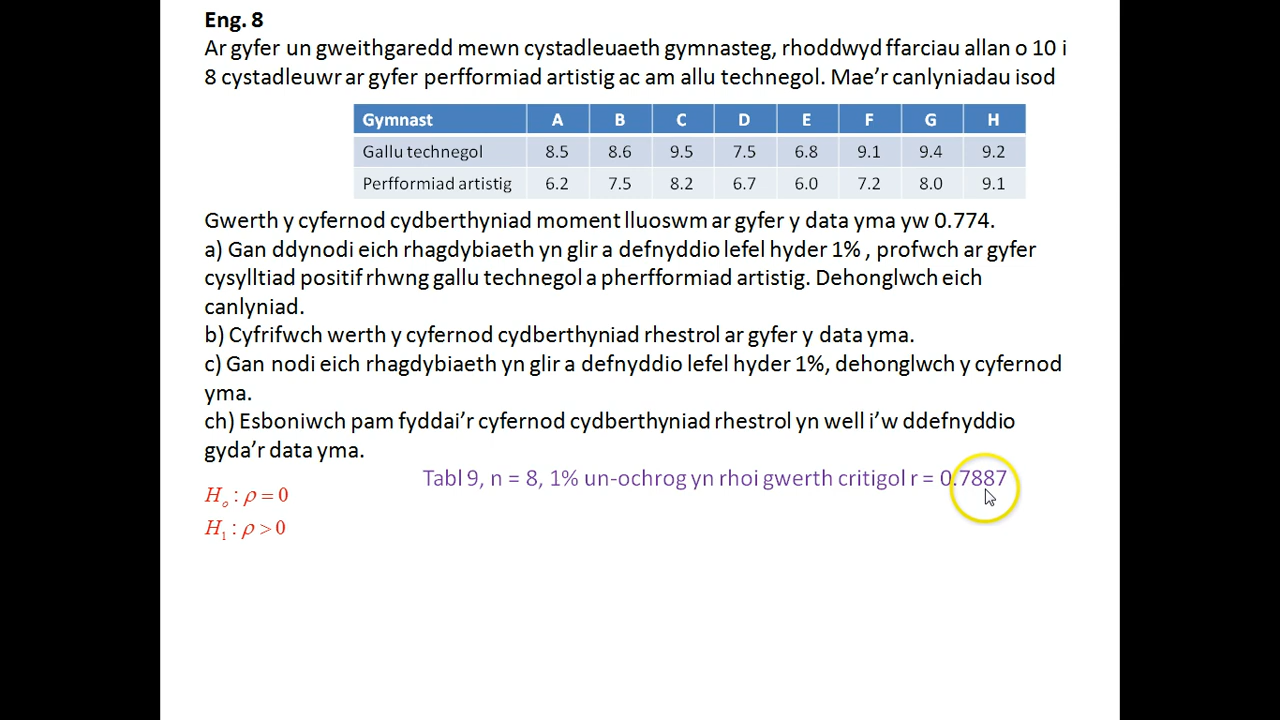 Eng. 8
Ar gyfer un gweithgaredd mewn cystadleuaeth gymnasteg, rhoddwyd ffarciau allan o 10 i
8 cystadleuwr ar gyfer perfformiad artistig ac am allu technegol. Mae’r canlyniadau isod
Gymnast A B C D E F G H
Gallu technegol 8.5 8.6 9.5 7.5 6.8 9.1 9.4 9.2
Perfformiad artistig 6.2 7.5 8.2 6.7 6.0 7.2 8.0 9.1
Gwerth y cyfernod cydberthyniad moment lluoswm ar gyfer y data yma yw 0.774.
a) Gan ddynodi eich rhagdybiaeth yn glir a defnyddio lefel hyder 1% , profwch ar gyfer
cysylltiad positif rhwng gallu technegol a pherfformiad artistig. Dehonglwch eich
canlyniad.
b) Cyfrifwch werth y cyfernod cydberthyniad rhestrol ar gyfer y data yma.
c) Gan nodi eich rhagdybiaeth yn glir a defnyddio lefel hyder 1%, dehonglwch y cyfernod
yma.
ch) Esboniwch pam fyddai’r cyfernod cydberthyniad rhestrol yn well i’w ddefnyddio
gyda’r data yma.
Tabl 9, n = 8, 1% un-ochrog yn rhoi gwerth critigol r = 0.7887
H₀ : ρ = 0
H₁ : ρ > 0